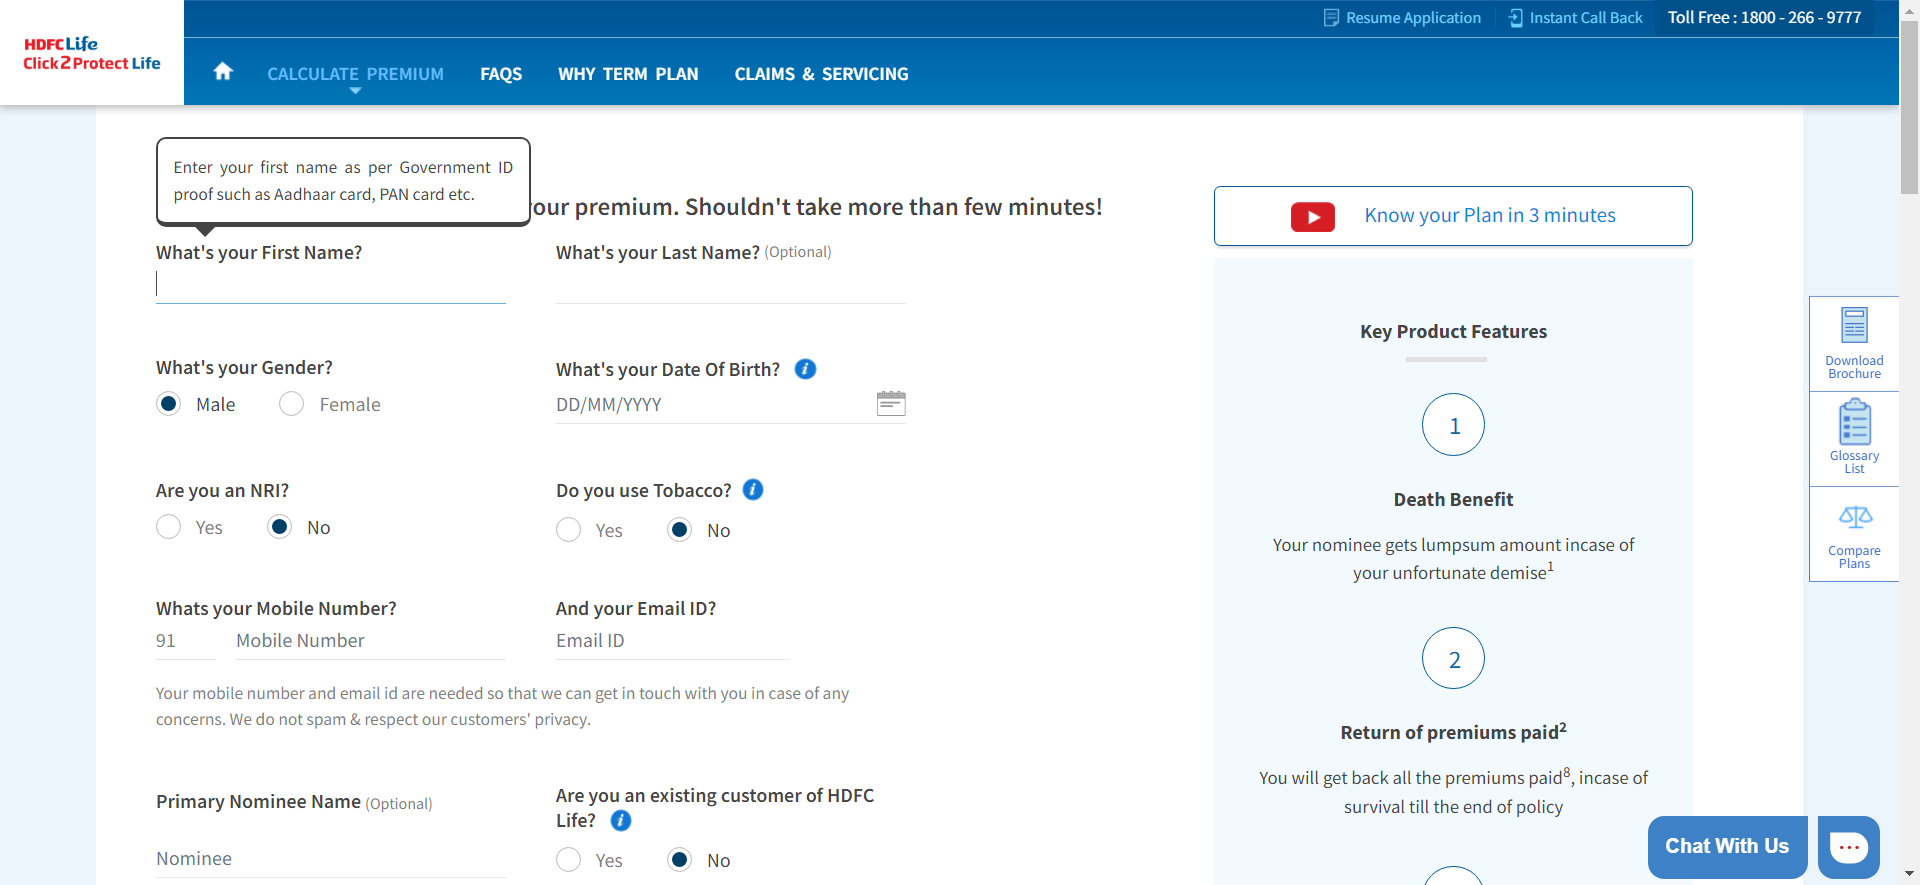 Resume Application
Instant Call Back
Toll Free : 1800 - 266 - 9777
HDFC Life
Click2Protect Life
CALCULATE PREMIUM
FAQS
WHY TERM PLAN
CLAIMS & SERVICING
Enter your first name as per Government ID
proof such as Aadhaar card, PAN card etc.
our premium. Shouldn't take more than few minutes!
What's your First Name?
What's your Last Name? (Optional)
What's your Gender?
Male
Female
What's your Date Of Birth?
DD/MM/YYYY
Are you an NRI?
Yes
No
Do you use Tobacco?
Yes
No
Whats your Mobile Number?
91
Mobile Number
And your Email ID?
Email ID
Your mobile number and email id are needed so that we can get in touch with you in case of any
concerns. We do not spam & respect our customers' privacy.
Primary Nominee Name (Optional)
Nominee
Are you an existing customer of HDFC
Life?
Yes
No
Know your Plan in 3 minutes
Key Product Features
1
Death Benefit
Your nominee gets lumpsum amount incase of
your unfortunate demise1
2
Return of premiums paid2
You will get back all the premiums paid8, incase of
survival till the end of policy
Download
Brochure
Glossary
List
Compare
Plans
Chat With Us